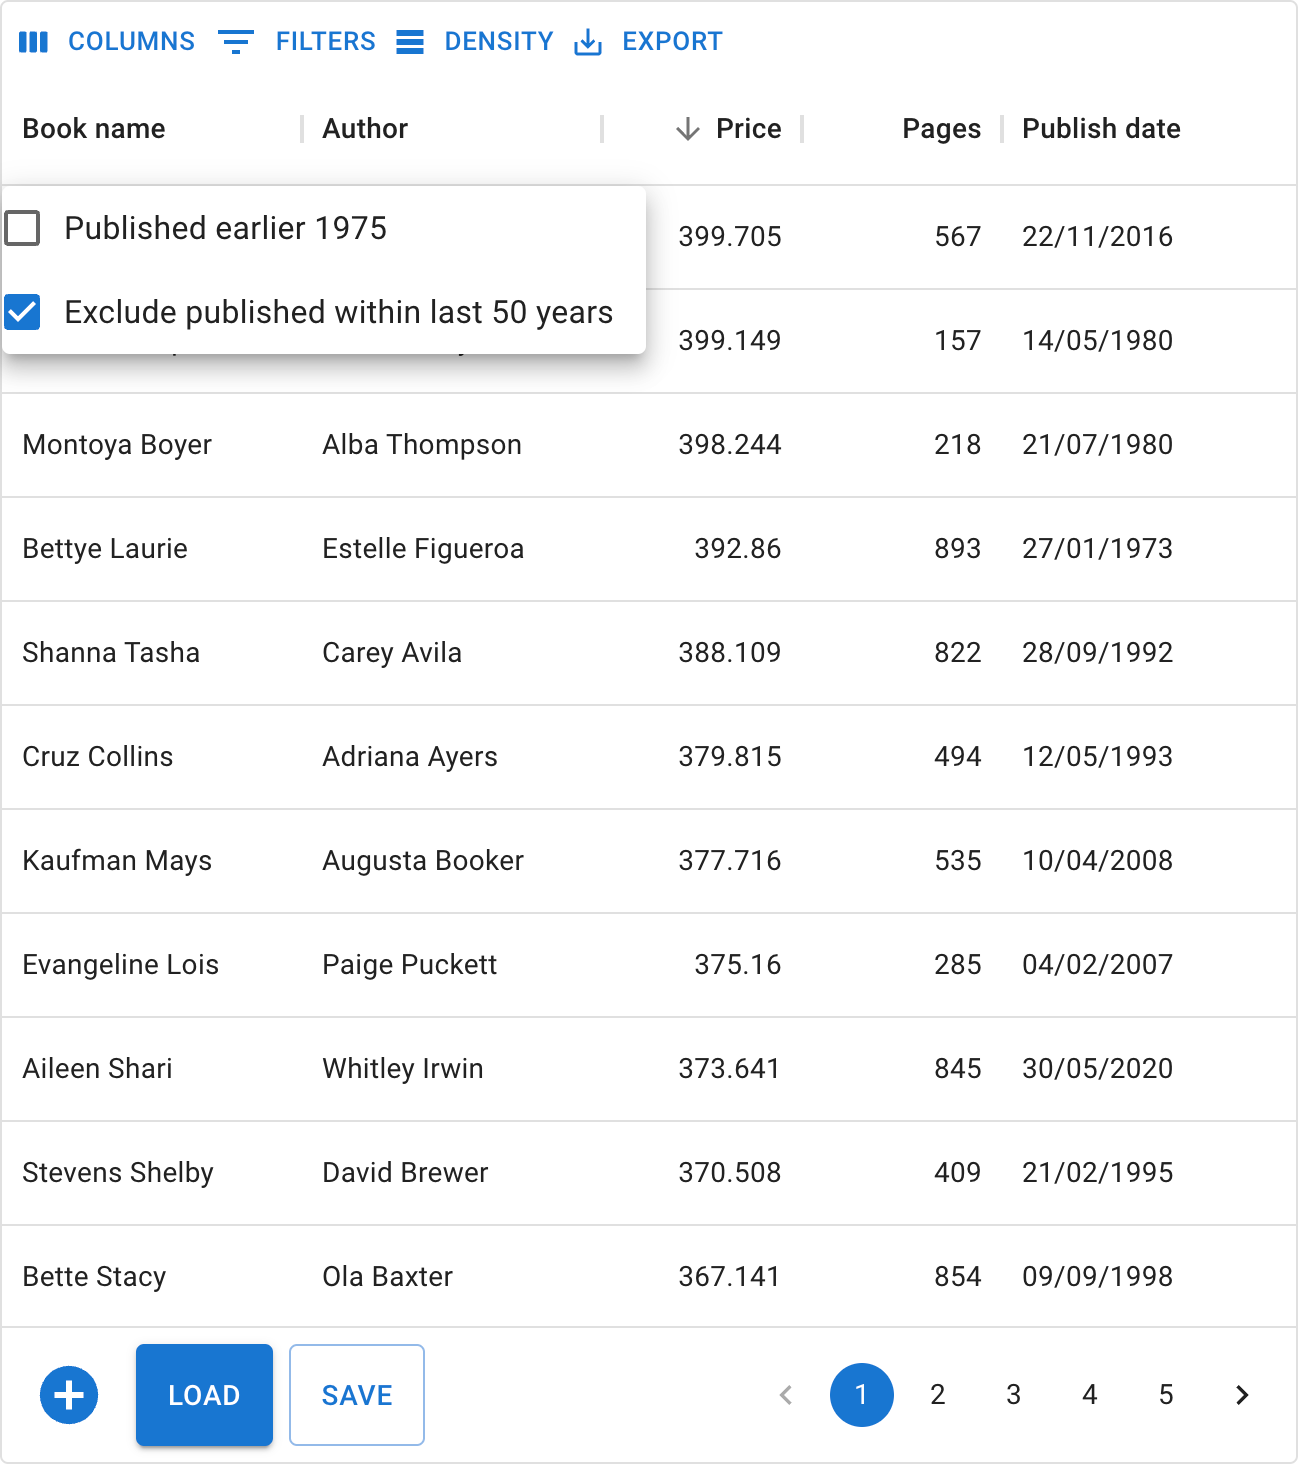 COLUMNS FILTERS DENSITY EXPORT
Book name Author Price Pages Publish date
Published earlier 1975
399.705 567 22/11/2016
Exclude published within last 50 years
399.149 157 14/05/1980
Montoya Boyer Alba Thompson 398.244 218 21/07/1980
Bettye Laurie Estelle Figueroa 392.86 893 27/01/1973
Shanna Tasha Carey Avila 388.109 822 28/09/1992
Cruz Collins Adriana Ayers 379.815 494 12/05/1993
Kaufman Mays Augusta Booker 377.716 535 10/04/2008
Evangeline Lois Paige Puckett 375.16 285 04/02/2007
Aileen Shari Whitley Irwin 373.641 845 30/05/2020
Stevens Shelby David Brewer 370.508 409 21/02/1995
Bette Stacy Ola Baxter 367.141 854 09/09/1998
LOAD SAVE 1 2 3 4 5